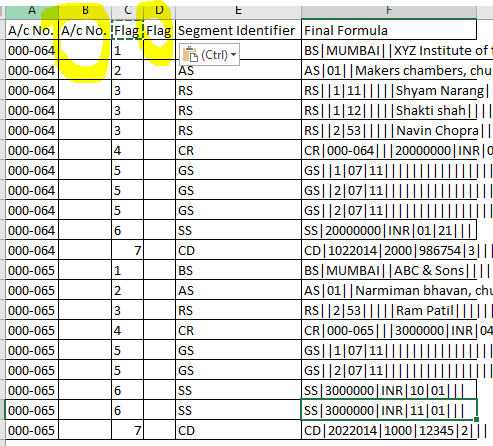 A B C D E F
A/c No. A/c No. Flag Flag Segment Identifier Final Formula
000-064 1 (Ctrl) BS|MUMBAI||XYZ Institute of
000-064 2 AS AS|01||Makers chambers, chu
000-064 3 RS RS||1|11|||||Shyam Narang|
000-064 3 RS RS||1|12|||||Shakti shah||||
000-064 3 RS RS||2|53|||||Navin Chopra||
000-064 4 CR CR|000-064|||20000000|INR|0
000-064 5 GS GS||1|07|11||||||||||||||||
000-064 5 GS GS||2|07|11||||||||||||||||
000-064 5 GS GS||2|07|11||||||||||||||||
000-064 6 SS SS|20000000|INR|01|21|||
000-064 7 CD CD|1022014|2000|986754|3|||
000-065 1 BS BS|MUMBAI||ABC & Sons||||
000-065 2 AS AS|01||Narmiman bhavan, chu
000-065 3 RS RS||2|53|||||Ram Patil||||||
000-065 4 CR CR|000-065|||3000000|INR|04
000-065 5 GS GS||1|07|11||||||||||||||||
000-065 5 GS GS||2|07|11||||||||||||||||
000-065 6 SS SS|3000000|INR|10|01|||
000-065 6 SS SS|3000000|INR|11|01|||
000-065 7 CD CD|2022014|1000|12345|2|||